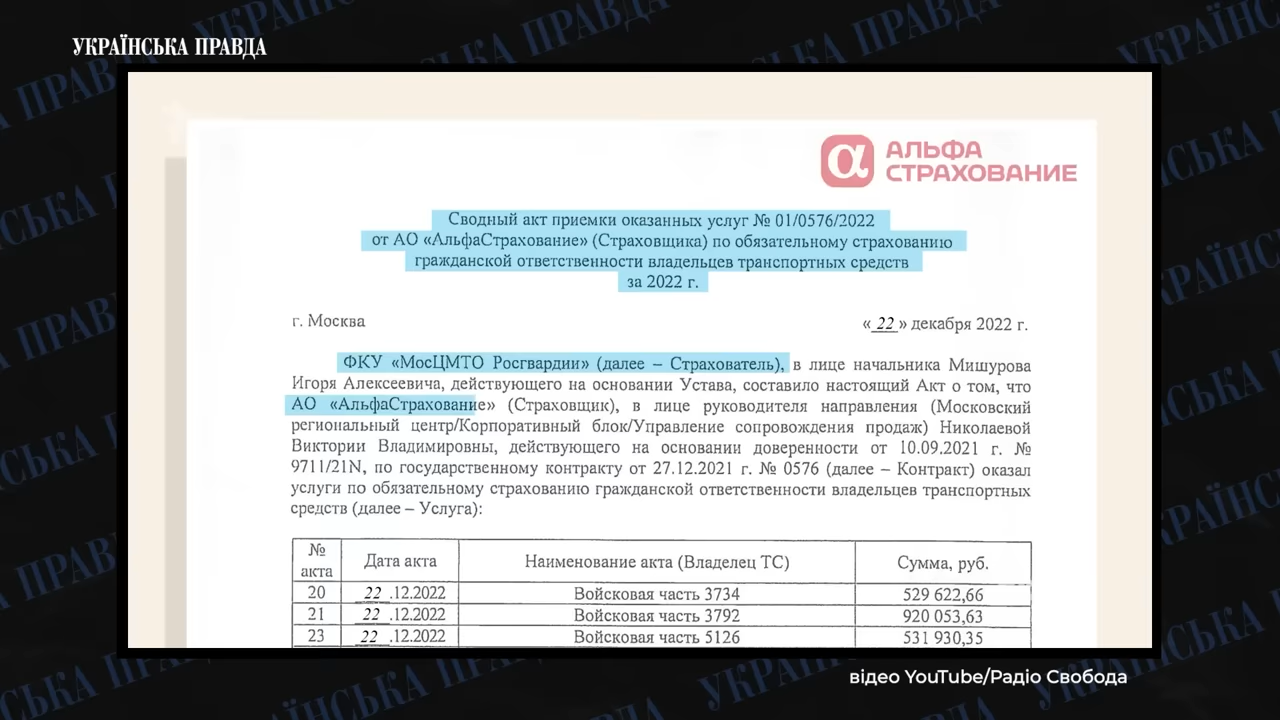 УКРАЇНСЬКА ПРАВДА
АЛЬФА
СТРАХОВАНИЕ
Сводный акт приемки оказанных услуг № 01/0576/2022
от АО «АльфаСтрахование» (Страховщика) по обязательному страхованию
гражданской ответственности владельцев транспортных средств
за 2022 г.
г. Москва «22» декабря 2022 г.
ФКУ «МосЦМТО Росгвардии» (далее – Страхователь), в лице начальника Мишурова
Игоря Алексеевича, действующего на основании Устава, составило настоящий Акт о том, что
АО «АльфаСтрахование» (Страховщик), в лице руководителя направления (Московский
региональный центр/Корпоративный блок/Управление сопровождения продаж) Николаевой
Виктории Владимировны, действующего на основании доверенности от 10.09.2021 г. №
9711/21N, по государственному контракту от 27.12.2021 г. № 0576 (далее – Контракт) оказал
услуги по обязательному страхованию гражданской ответственности владельцев транспортных
средств (далее – Услуга):
№ акта Дата акта Наименование акта (Владелец ТС) Сумма, руб.
20 22 .12.2022 Войсковая часть 3734 529 622,66
21 22 .12.2022 Войсковая часть 3792 920 053,63
23 22 .12.2022 Войсковая часть 5126 531 930,35
відео YouTube/Радіо Свобода